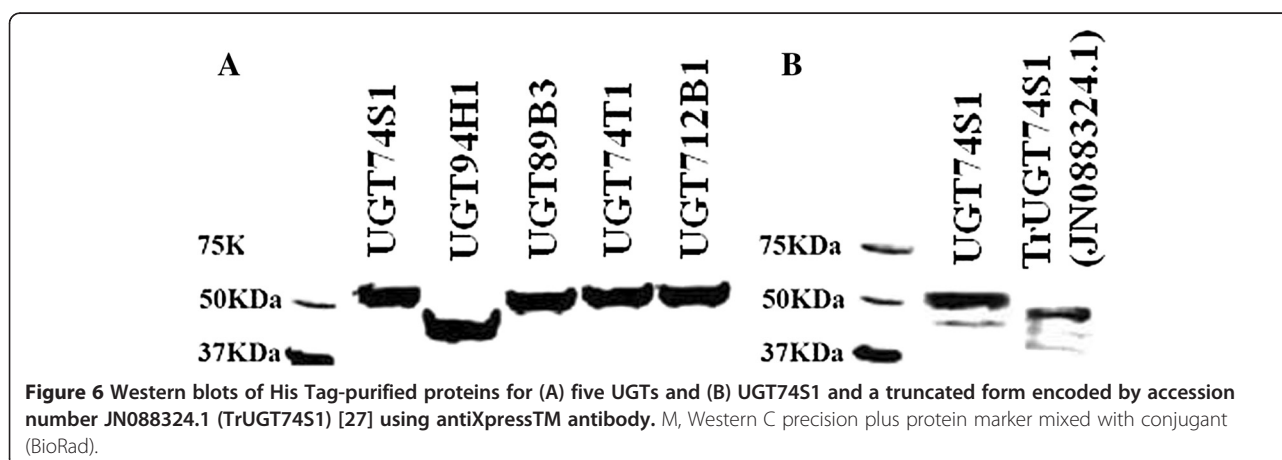 A
UGT74S1
UGT94H1
UGT89B3
UGT74T1
UGT712B1
75K
50KDa
37KDa
B
UGT74S1
TrUGT74S1
(JN088324.1)
75KDa
50KDa
37KDa
Figure 6 Western blots of His Tag-purified proteins for (A) five UGTs and (B) UGT74S1 and a truncated form encoded by accession
number JN088324.1 (TrUGT74S1) [27] using antiXpressTM antibody. M, Western C precision plus protein marker mixed with conjugant
(BioRad).